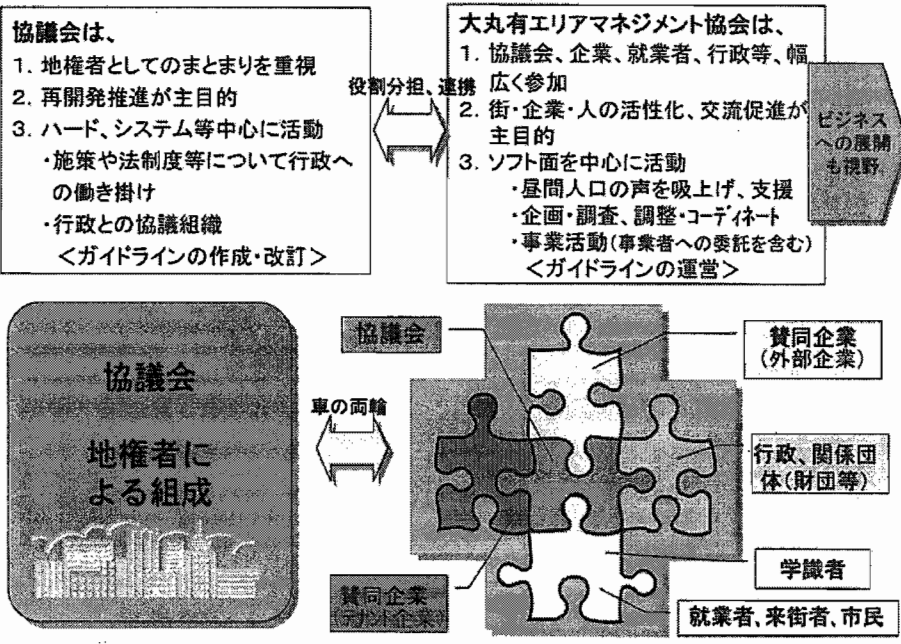 協議会は、
1. 地権者としてのまとまりを重視
2. 再開発推進が主目的
3. ハード、システム等中心に活動
・施策や法制度等について行政へ
の働き掛け
・行政との協議組織
＜ガイドラインの作成・改訂＞
役割分担、連携
大丸有エリアマネジメント協会は、
1. 協議会、企業、就業者、行政等、幅
広く参加
2. 街・企業・人の活性化、交流促進が
主目的
3. ソフト面を中心に活動
・昼間人口の声を吸上げ、支援
・企画・調査、調整・コーディネート
・事業活動（事業者への委託を含む）
＜ガイドラインの運営＞
ビジネス
への展開
も視野
協議会
地権者に
よる組成
車の両輪
協議会
賛同企業
（外部企業）
行政、関係団
体（財団等）
学識者
就業者、来街者、市民
賛同企業
（テナント企業）